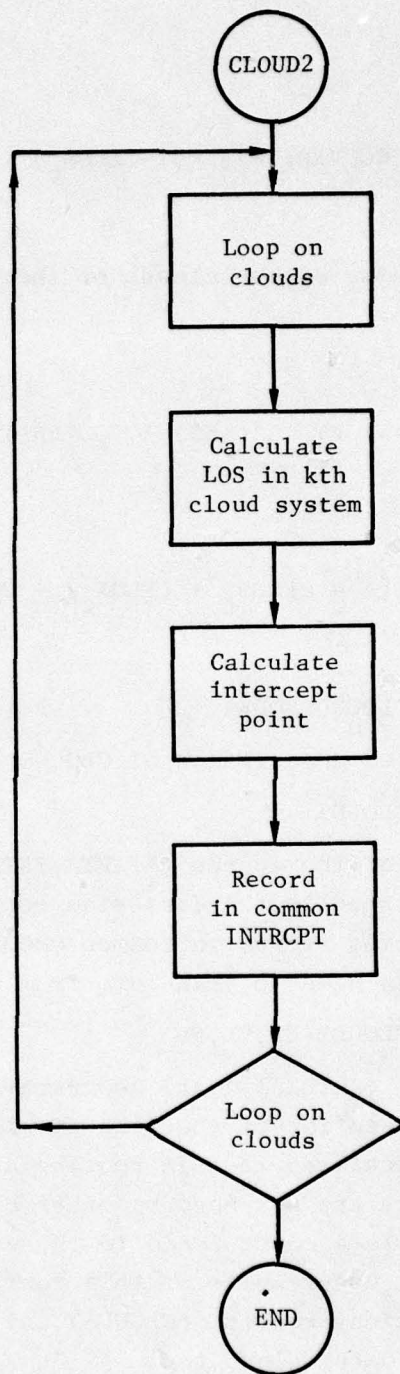 CLOUD2
Loop on
clouds
Calculate
LOS in kth
cloud system
Calculate
intercept
point
Record
in common
INTRCPT
Loop on
clouds
END